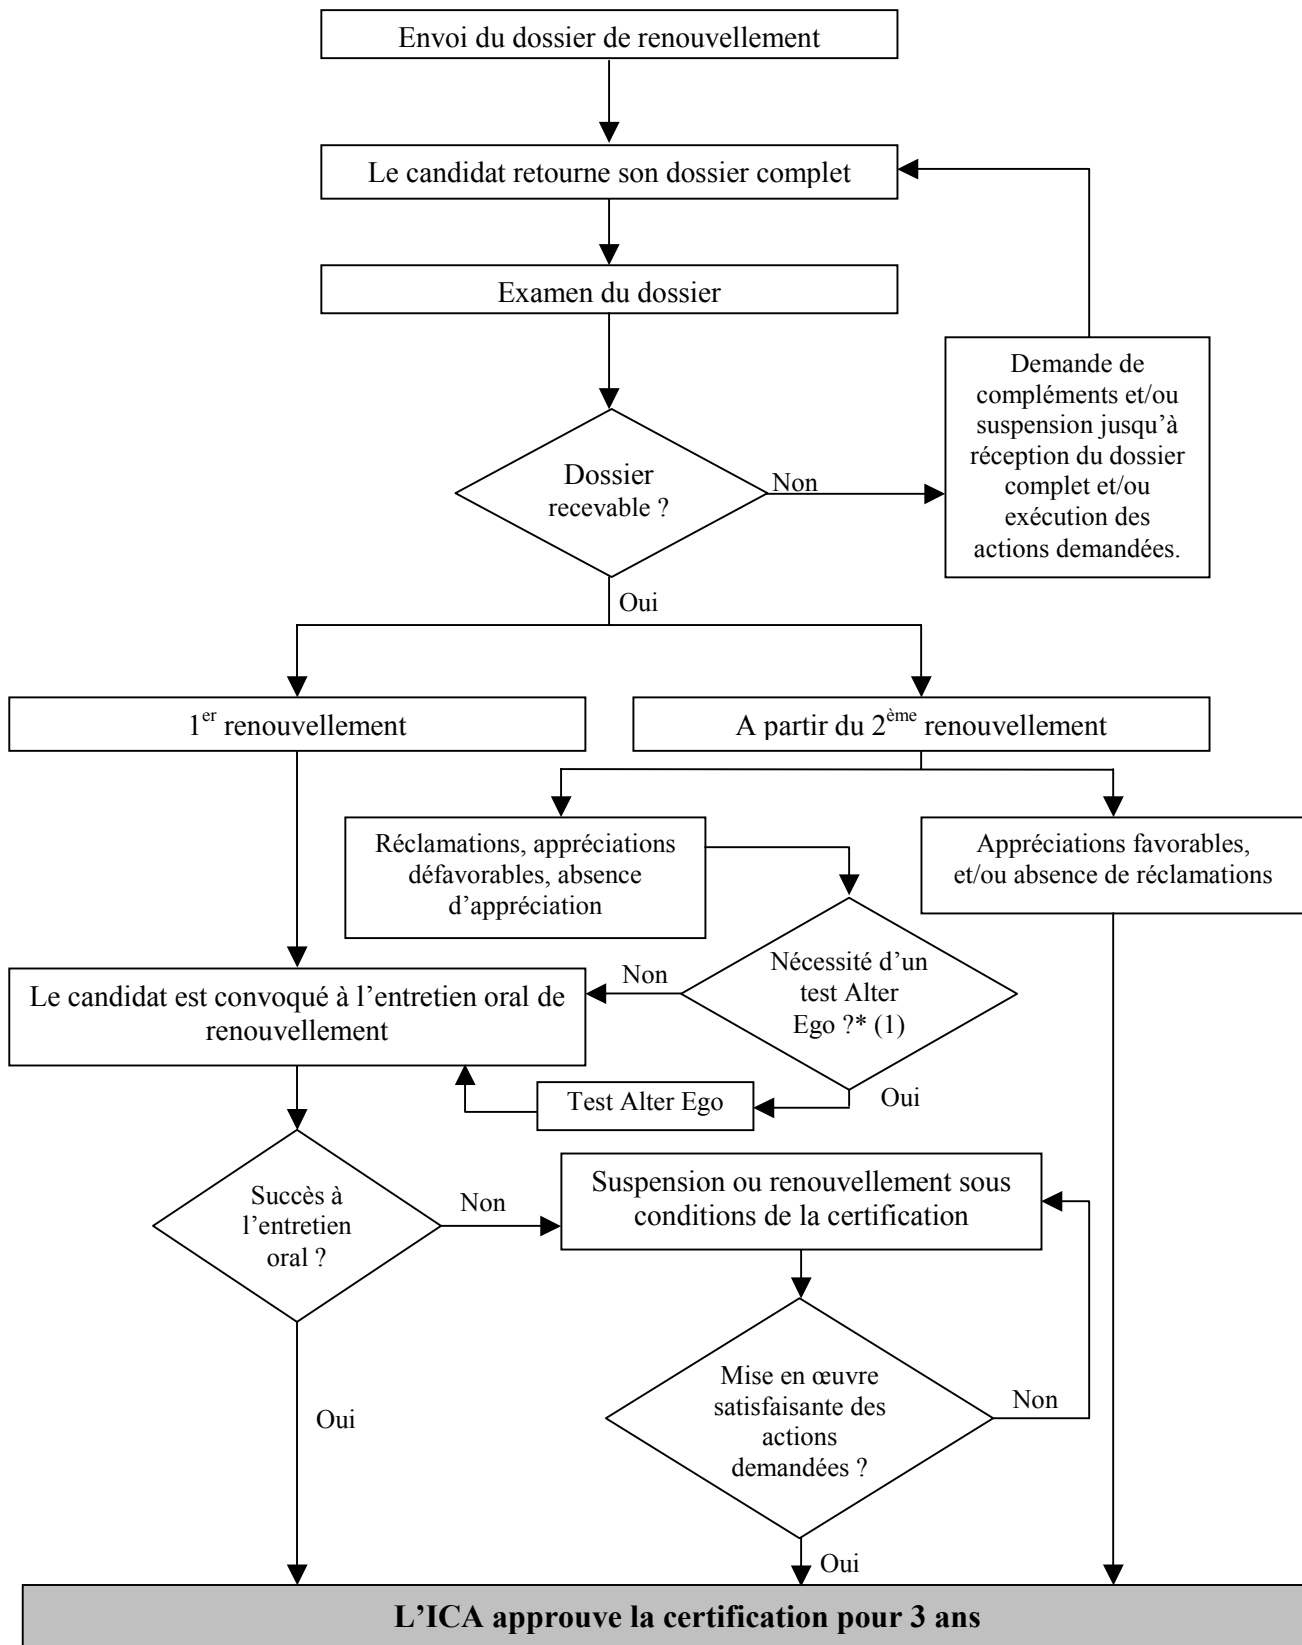 Envoi du dossier de renouvellement
Le candidat retourne son dossier complet
Examen du dossier
Demande de
compléments et/ou
suspension jusqu’à
réception du dossier
complet et/ou
exécution des
actions demandées.
Dossier
recevable ?
Non
Oui
1er renouvellement
A partir du 2ème renouvellement
Réclamations, appréciations
défavorables, absence
d’appréciation
Appréciations favorables,
et/ou absence de réclamations
Nécessité d’un
test Alter
Ego ?* (1)
Non
Le candidat est convoqué à l’entretien oral de
renouvellement
Oui
Test Alter Ego
Succès à
l’entretien
oral ?
Non
Suspension ou renouvellement sous
conditions de la certification
Mise en œuvre
satisfaisante des
actions
demandées ?
Non
Oui
Oui
L’ICA approuve la certification pour 3 ans